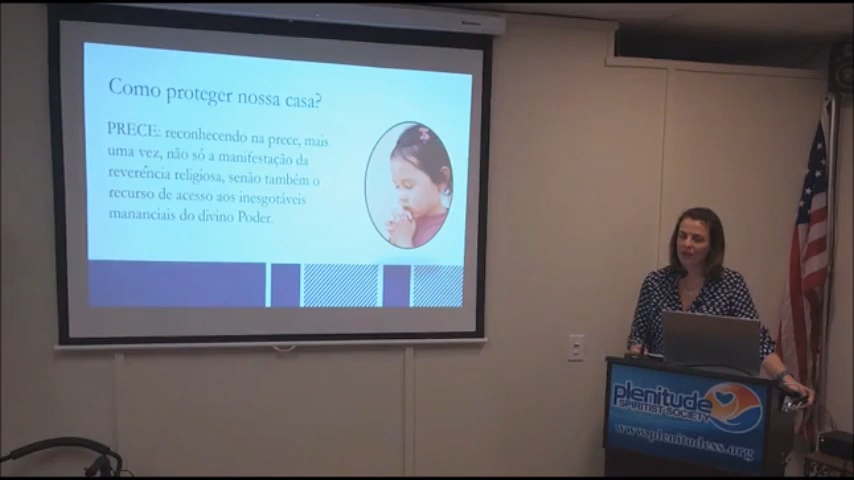 Como proteger nossa casa?
PRECE: reconhecendo na prece, mais
uma vez, não só a manifestação da
reverência religiosa, senão também o
recurso de acesso aos inesgotáveis
mananciais do divino Poder.
plenitude
SPIRITIST SOCIETY
www.plenitudess.org